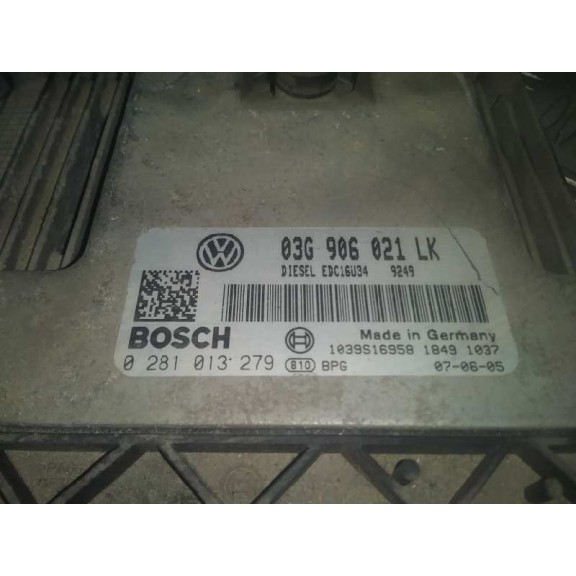 03G 906 021 LK
DIESEL EDC16U34 9249
BOSCH
Made in Germany
1039S16958 1849 1037
0 281 013 279 810 BPG 07-06-05